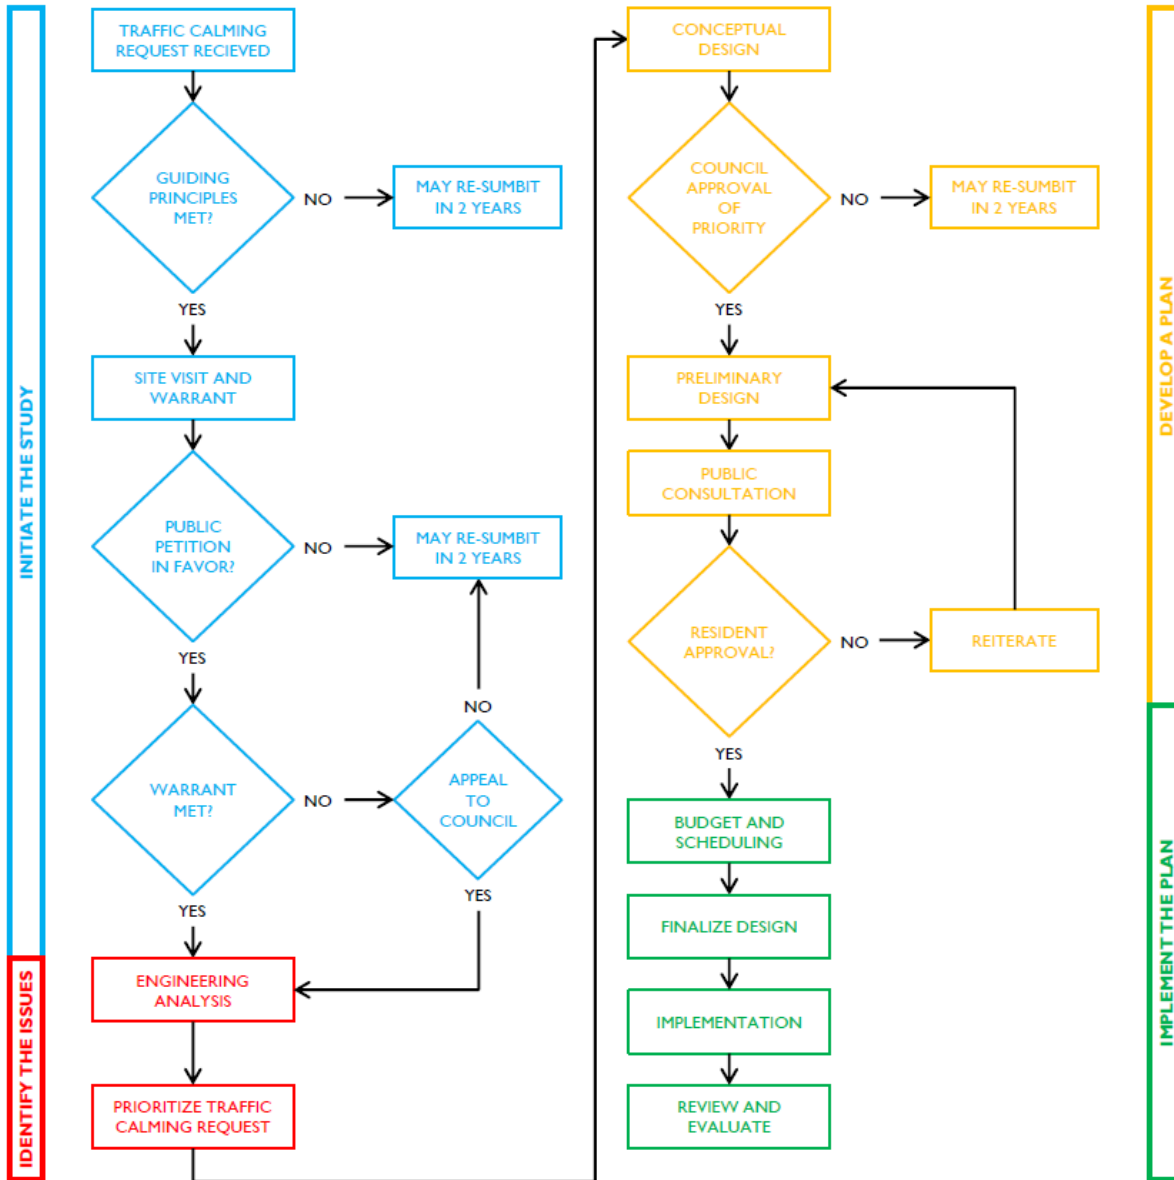 INITIATE THE STUDY
IDENTIFY THE ISSUES
TRAFFIC CALMING
REQUEST RECIEVED
GUIDING
PRINCIPLES
MET?
NO
MAY RE-SUMBIT
IN 2 YEARS
YES
SITE VISIT AND
WARRANT
PUBLIC
PETITION
IN FAVOR?
NO
MAY RE-SUMBIT
IN 2 YEARS
YES
WARRANT
MET?
NO
NO
APPEAL
TO
COUNCIL
YES
YES
ENGINEERING
ANALYSIS
PRIORITIZE TRAFFIC
CALMING REQUEST
CONCEPTUAL
DESIGN
COUNCIL
APPROVAL
OF
PRIORITY
NO
MAY RE-SUMBIT
IN 2 YEARS
YES
PRELIMINARY
DESIGN
PUBLIC
CONSULTATION
RESIDENT
APPROVAL?
NO
REITERATE
YES
BUDGET AND
SCHEDULING
FINALIZE DESIGN
IMPLEMENTATION
REVIEW AND
EVALUATE
DEVELOP A PLAN
IMPLEMENT THE PLAN